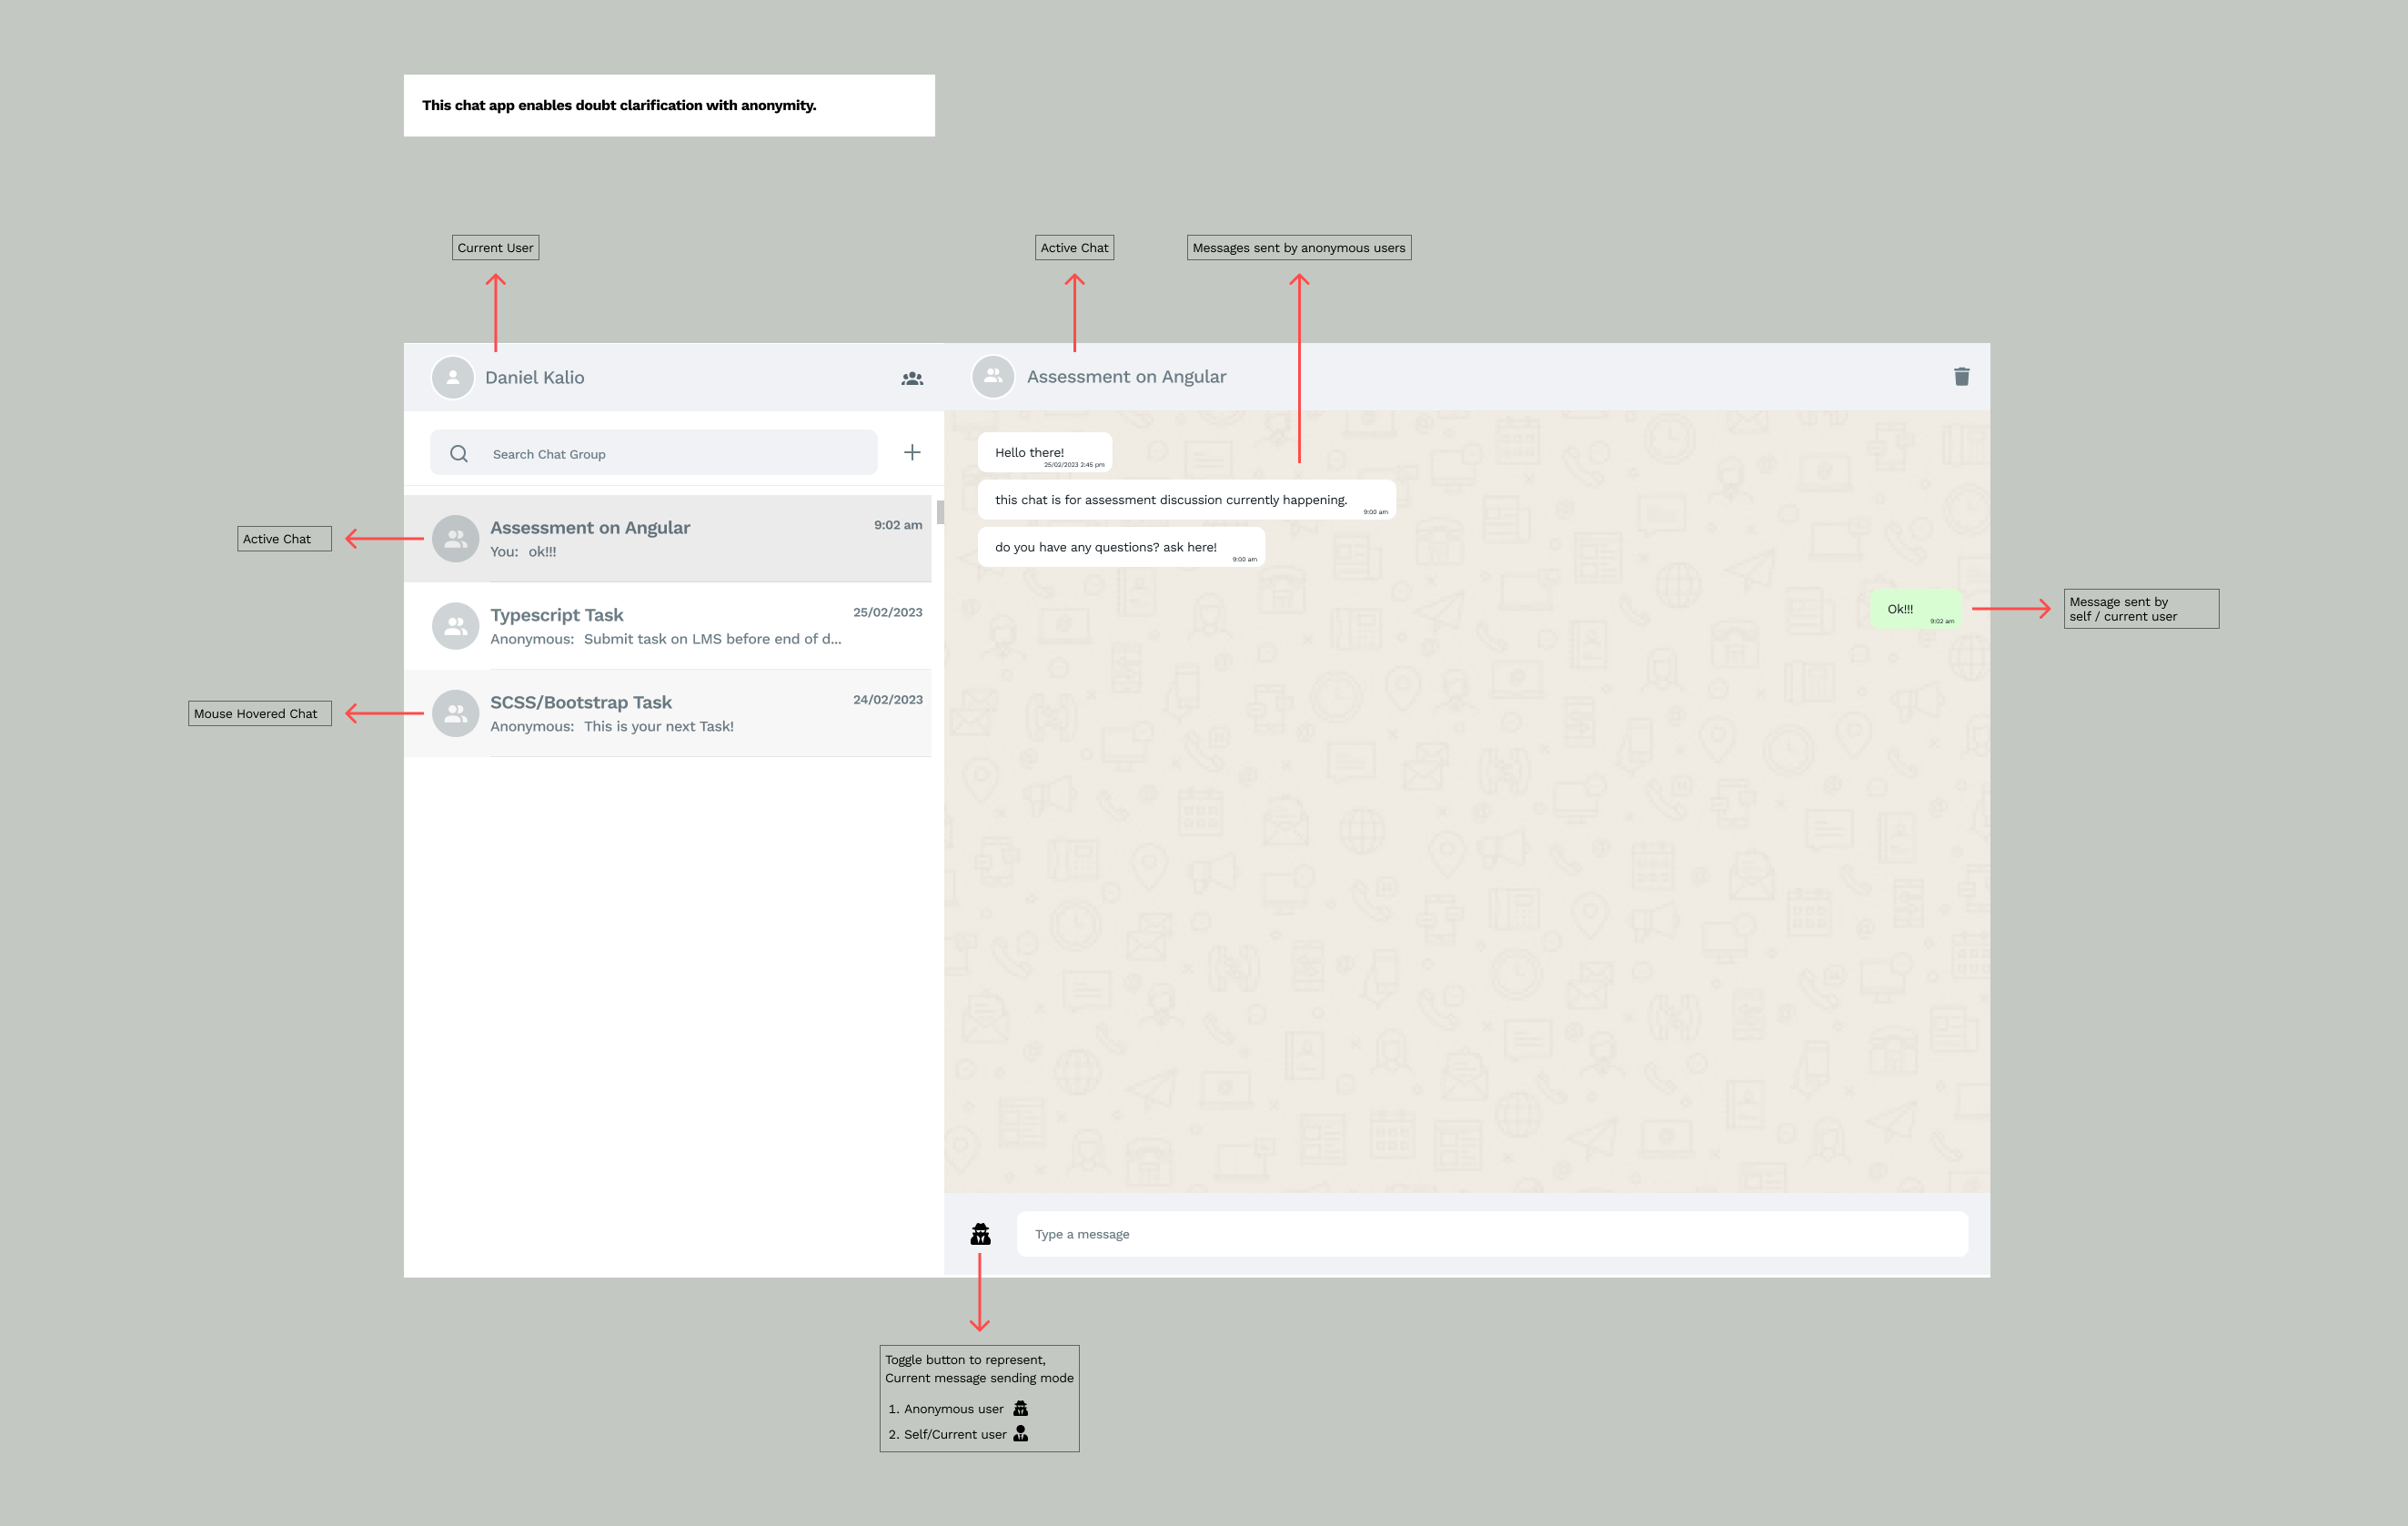 This chat app enables doubt clarification with anonymity.
Current User
Active Chat
Messages sent by anonymous users
Daniel Kalio
Assessment on Angular
Search Chat Group
Active Chat
Assessment on Angular
9:02 am
You: ok!!!
Typescript Task
25/02/2023
Anonymous: Submit task on LMS before end of d...
Mouse Hovered Chat
SCSS/Bootstrap Task
24/02/2023
Anonymous: This is your next Task!
Hello there!
25/02/2023 2:45 pm
this chat is for assessment discussion currently happening.
9:00 am
do you have any questions? ask here!
9:00 am
Ok!!!
9:02 am
Message sent by
self / current user
Type a message
Toggle button to represent,
Current message sending mode
1. Anonymous user
2. Self/Current user